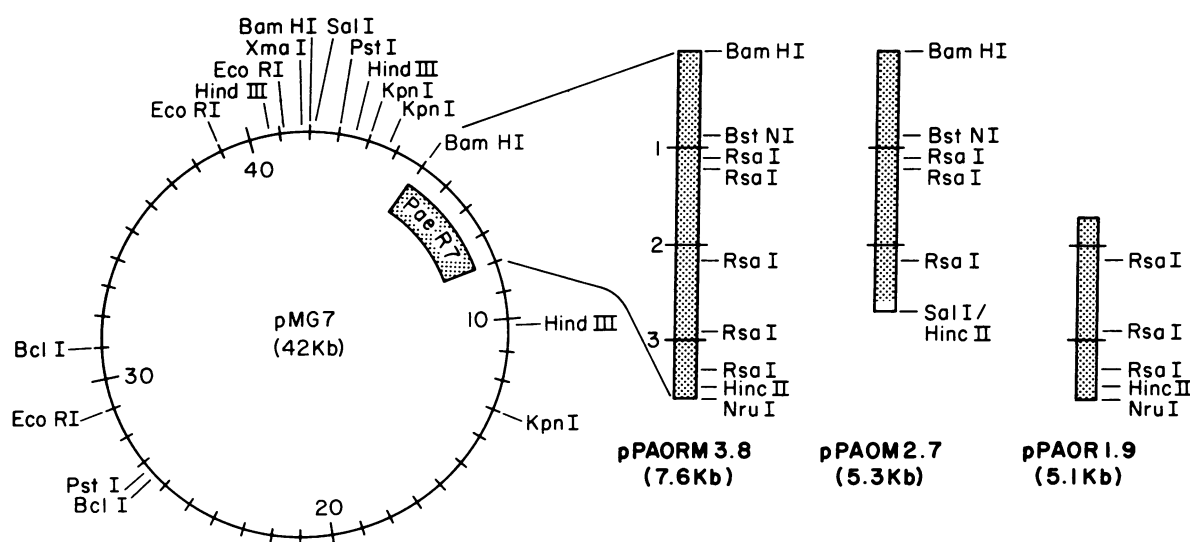 Bam HI
Sal I
Xma I
Pst I
Eco RI
Hind III
Hind III
Kpn I
Eco RI
Kpn I
Bam HI
40
Pae R7
pMG7
(42Kb)
10
Hind III
Bcl I
30
Eco RI
Kpn I
Pst I
Bcl I
20
Bam HI
Bst NI
1
Rsa I
Rsa I
2
Rsa I
3
Rsa I
Rsa I
Hinc II
Nru I
pPAORM 3.8
(7.6Kb)
Bam HI
Bst NI
Rsa I
Rsa I
Rsa I
Sal I/
Hinc II
pPAOM 2.7
(5.3Kb)
Rsa I
Rsa I
Rsa I
Hinc II
Nru I
pPAOR 1.9
(5.1Kb)